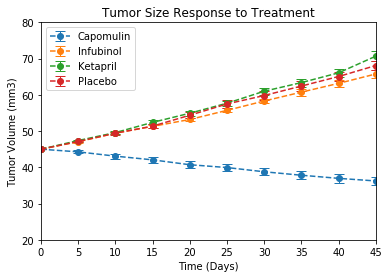 Tumor Size Response to Treatment
Capomulin
Infubinol
Ketapril
Placebo
Tumor Volume (mm3)
80
70
60
50
40
30
20
0 5 10 15 20 25 30 35 40 45
Time (Days)